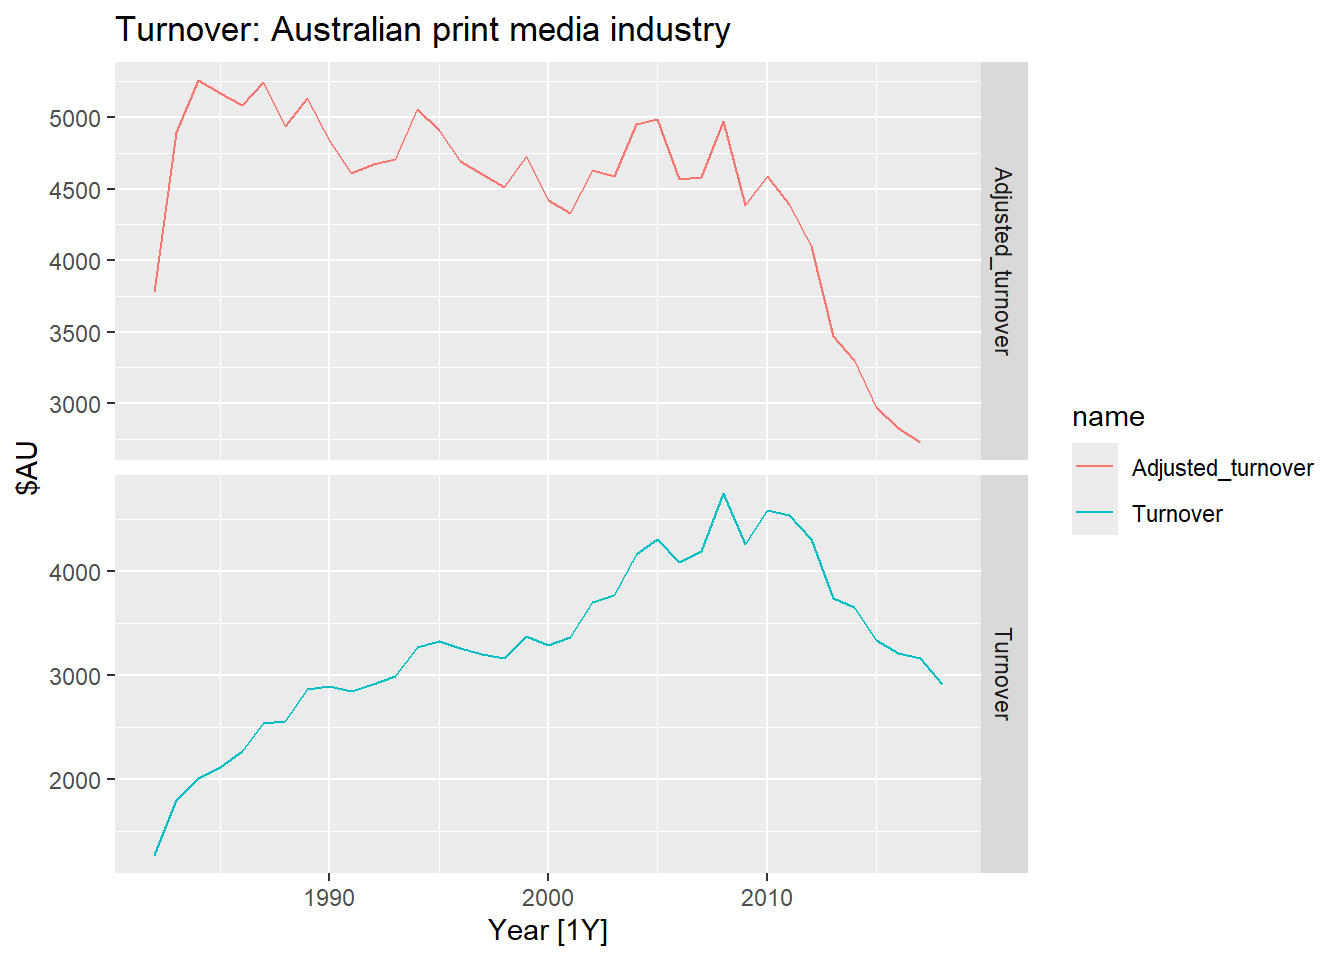 Turnover: Australian print media industry
5000
4500
4000
3500
3000
Adjusted_turnover
$AU
4000
3000
2000
Turnover
1990
2000
2010
Year [1Y]
name
Adjusted_turnover
Turnover